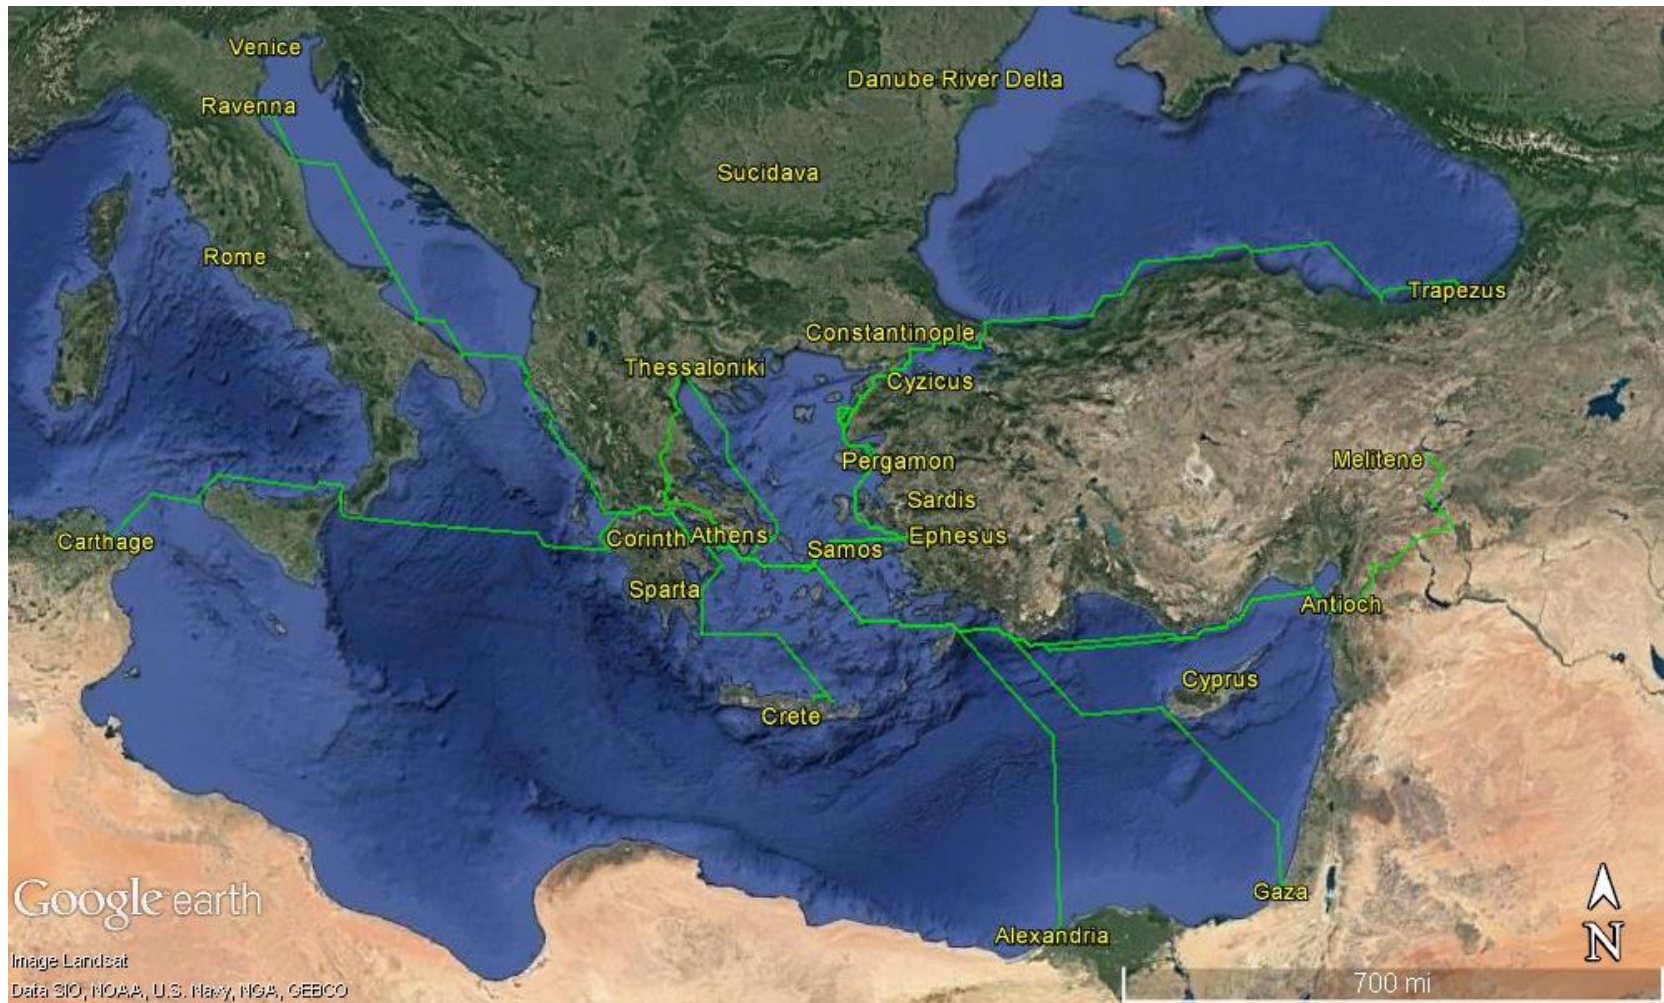 Venice
Danube River Delta
Ravenna
Sucidava
Rome
Trapezus
Constantinople
Thessaloniki
Cyzicus
Melitene
Pergamon
Sardis
Carthage
Corinth
Athens
Ephesus
Samos
Sparta
Antioch
Cyprus
Crete
Gaza
Google earth
Alexandria
N
Image Landsat
700 mi
Data SIO, NOAA, U.S. Navy, NGA, GEBCO